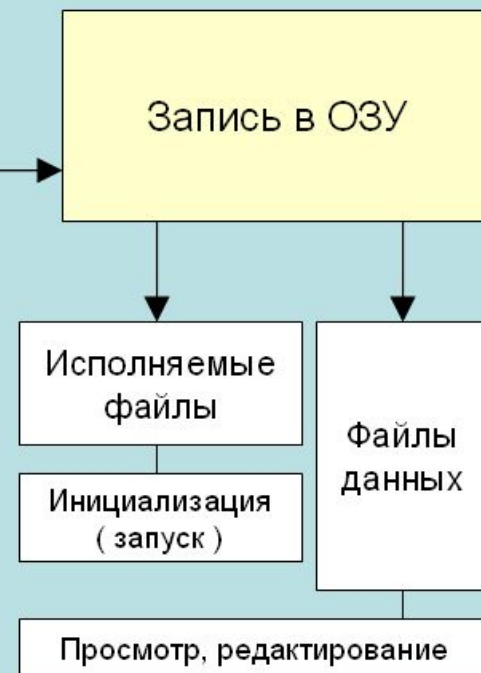 Запись в ОЗУ
Исполняемые
файлы
Инициализация
( запуск )
Файлы
данных
Просмотр, редактирование